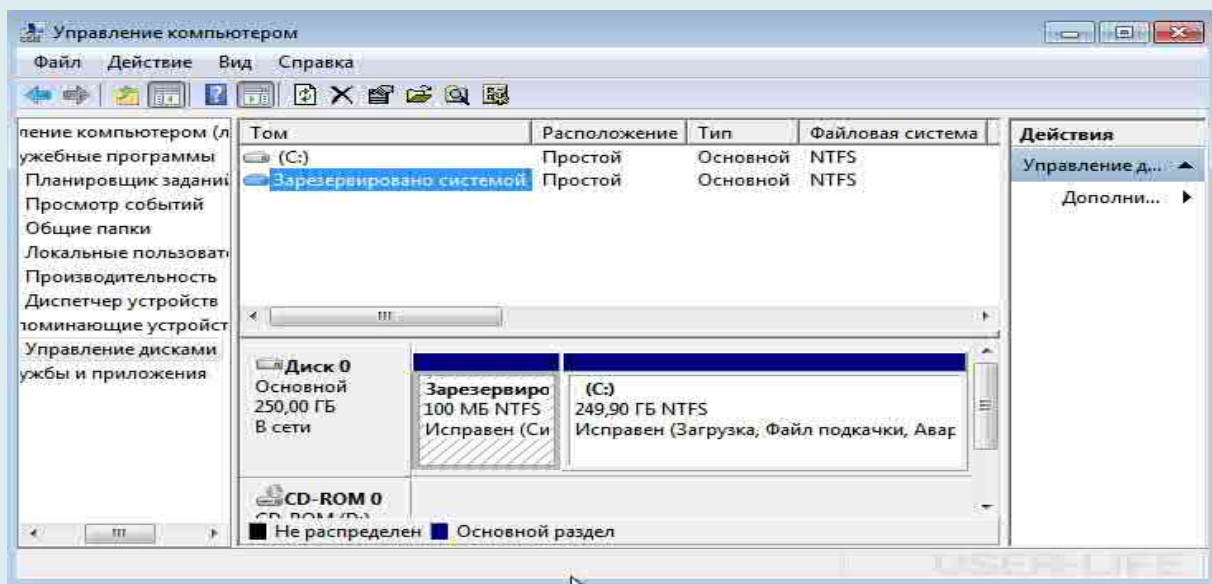 Управление компьютером
Файл Действие Вид Справка
ление компьютером (л
ужебные программы
Планировщик заданий
Просмотр событий
Общие папки
Локальные пользоват
Производительность
Диспетчер устройств
поминающие устройст
Управление дисками
ужбы и приложения
Том Расположение Тип Файловая система
(C:) Простой Основной NTFS
Зарезервировано системой Простой Основной NTFS
Диск 0
Основной
250,00 ГБ
В сети
Зарезервиро
100 МБ NTFS
Исправен (Си
(C:)
249,90 ГБ NTFS
Исправен (Загрузка, Файл подкачки, Авар
CD-ROM 0
CD-ROM (D:)
Не распределен Основной раздел
Действия
Управление д...
Дополни...
USER-LIFE